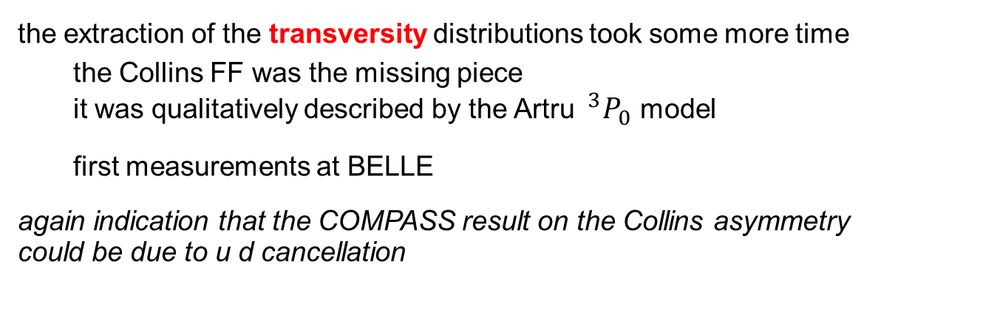 the extraction of the transversity distributions took some more time
the Collins FF was the missing piece
it was qualitatively described by the Artru ³P₀ model
first measurements at BELLE
again indication that the COMPASS result on the Collins asymmetry
could be due to u d cancellation